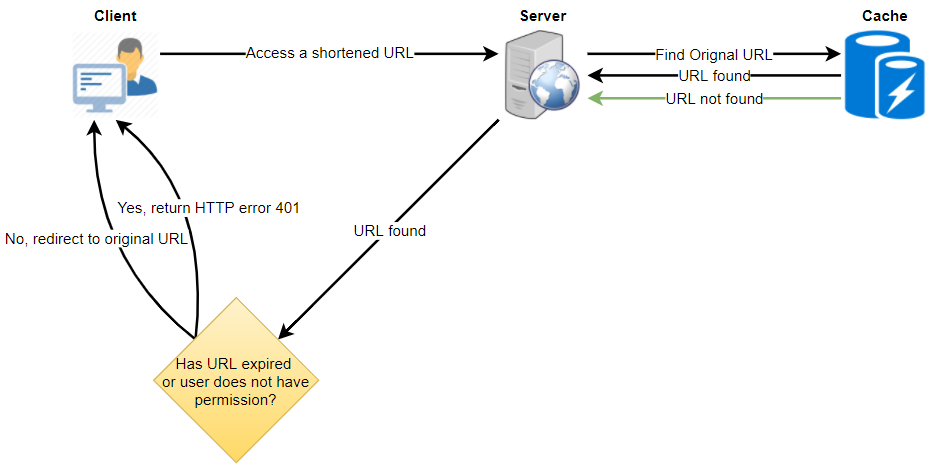 Client
Server
Cache
Access a shortened URL
Find Orignal URL
URL found
URL not found
Yes, return HTTP error 401
URL found
No, redirect to original URL
Has URL expired
or user does not have
permission?